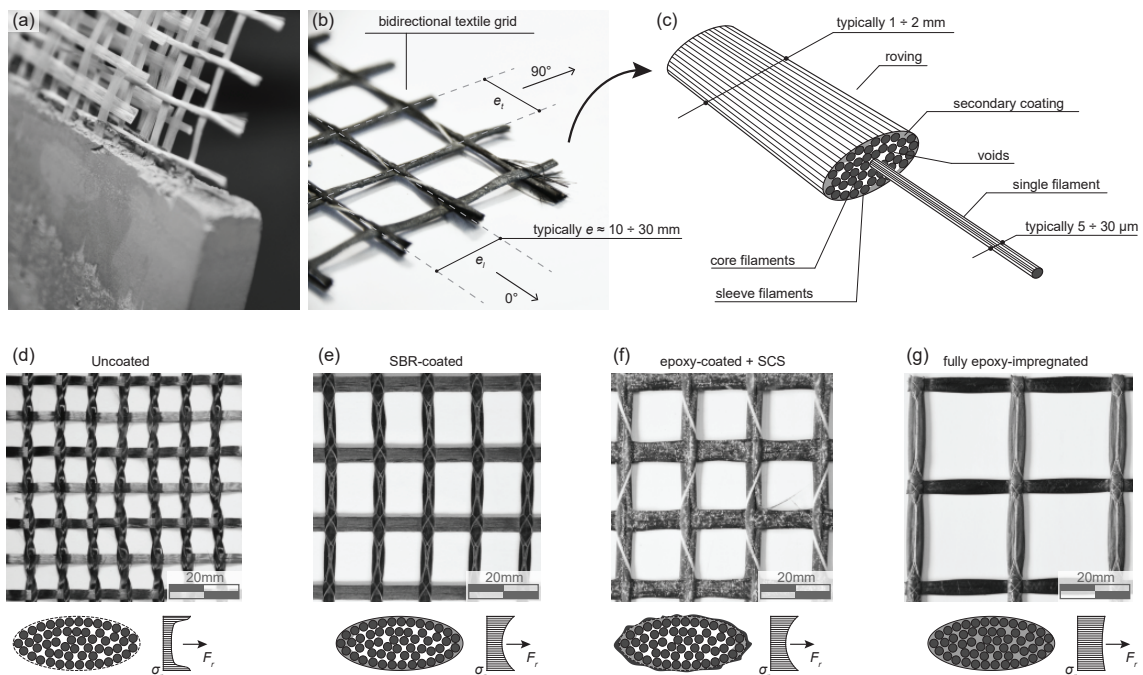 (a)
(b)
bidirectional textile grid
90°
e_t
typically e ≈ 10 ÷ 30 mm
e_l
0°
(c)
typically 1 ÷ 2 mm
roving
secondary coating
voids
single filament
typically 5 ÷ 30 µm
core filaments
sleeve filaments
(d)
Uncoated
20mm
σ
F_r
(e)
SBR-coated
20mm
σ
F_r
(f)
epoxy-coated + SCS
20mm
σ
F_r
(g)
fully epoxy-impregnated
20mm
σ
F_r